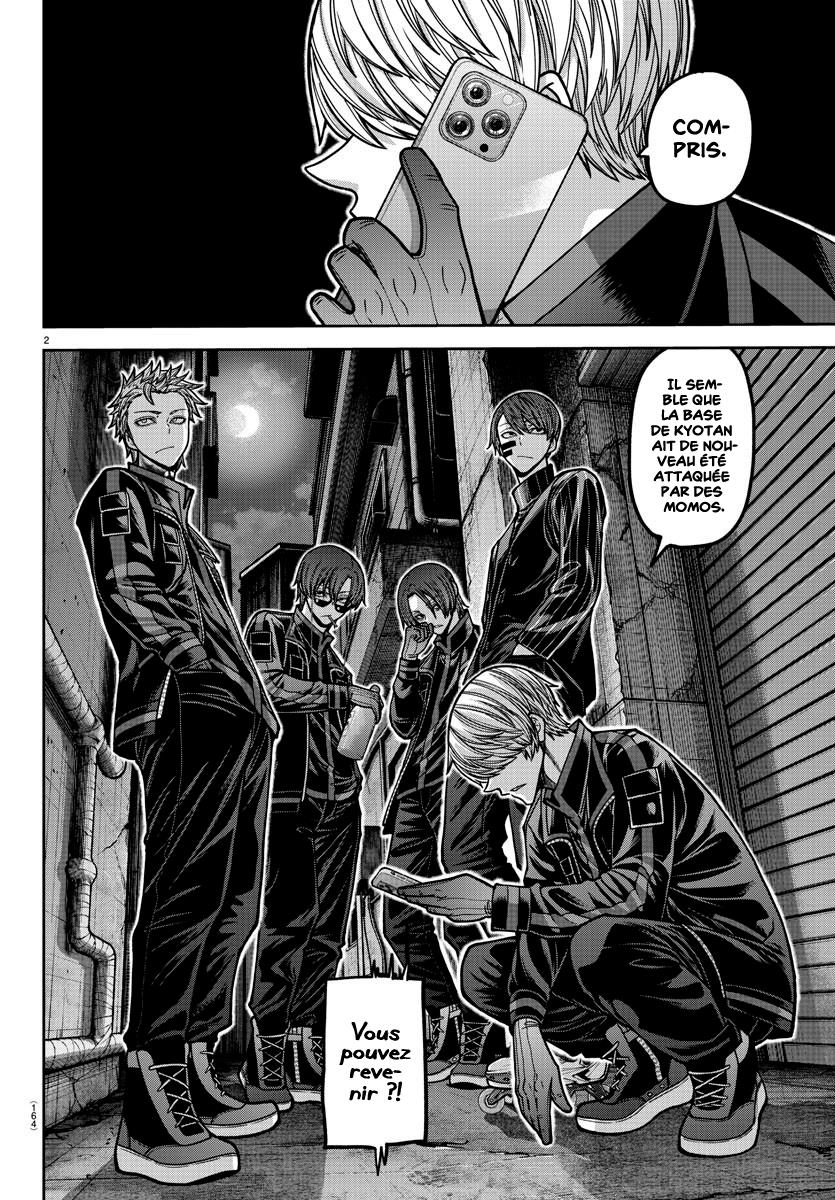 COM-
PRIS.
2
IL SEM-
BLE QUE
LA BASE
DE KYOTAN
AIT DE NOU-
VEAU ÉTÉ
ATTAQUÉE
PAR DES
MOMOS.
Vous
pouvez
reve-
nir ?!
(164)